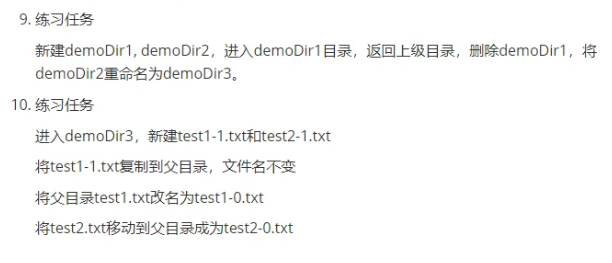 9. 练习任务
新建demoDir1, demoDir2，进入demoDir1目录，返回上级目录，删除demoDir1，将
demoDir2重命名为demoDir3。
10. 练习任务
进入demoDir3，新建test1-1.txt和test2-1.txt
将test1-1.txt复制到父目录，文件名不变
将父目录test1.txt改名为test1-0.txt
将test2.txt移动到父目录成为test2-0.txt